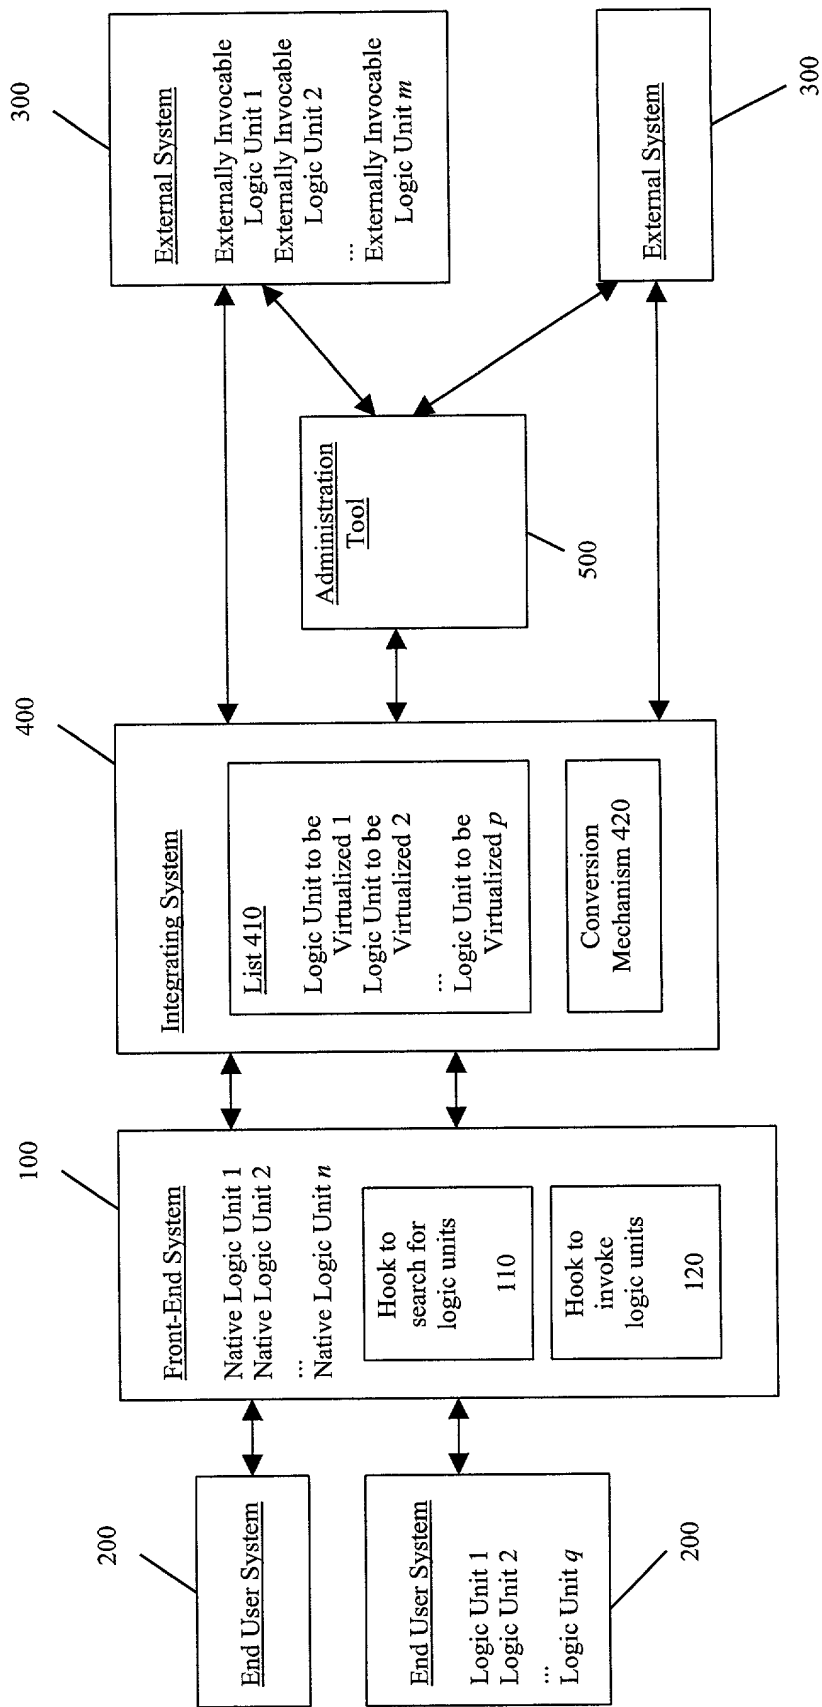 200
End User System
End User System
Logic Unit 1
Logic Unit 2
...
Logic Unit q
200
100
Front-End System
Native Logic Unit 1
Native Logic Unit 2
...
Native Logic Unit n
Hook to
search for
logic units
110
Hook to
invoke
logic units
120
400
Integrating System
List 410
Logic Unit to be
Virtualized 1
Logic Unit to be
Virtualized 2
...
Logic Unit to be
Virtualized p
Conversion
Mechanism 420
Administration
Tool
500
300
External System
Externally Invocable
Logic Unit 1
Externally Invocable
Logic Unit 2
...
Externally Invocable
Logic Unit m
External System
300